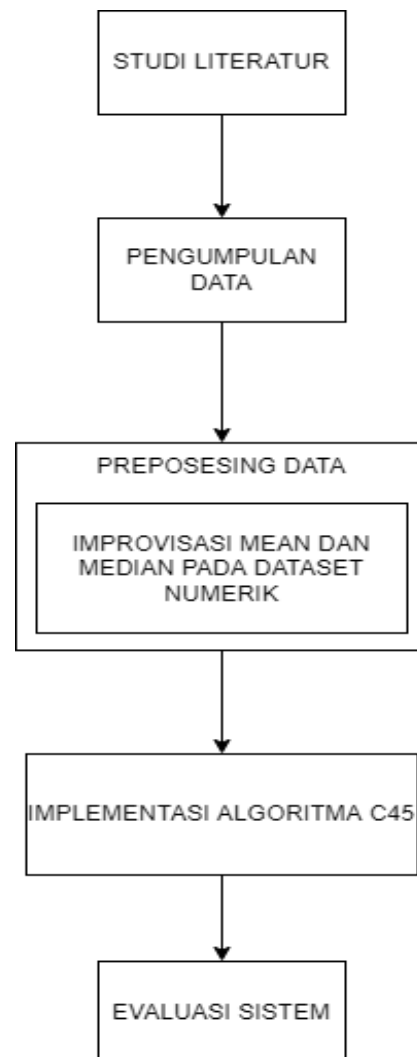 STUDI LITERATUR
PENGUMPULAN
DATA
PREPOSESING DATA
IMPROVISASI MEAN DAN
MEDIAN PADA DATASET
NUMERIK
IMPLEMENTASI ALGORITMA C45
EVALUASI SISTEM